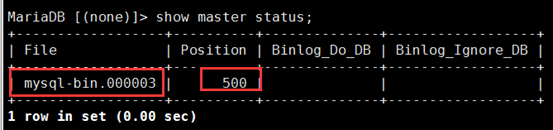 MariaDB [(none)]> show master status;
+------------------+----------+--------------+------------------+
| File | Position | Binlog_Do_DB | Binlog_Ignore_DB |
+------------------+----------+--------------+------------------+
| mysql-bin.000003 | 500 | | |
+------------------+----------+--------------+------------------+
1 row in set (0.00 sec)